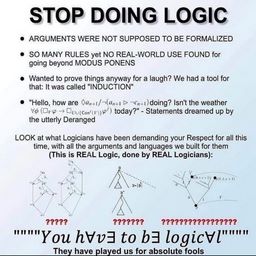 STOP DOING LOGIC
• ARGUMENTS WERE NOT SUPPOSED TO BE FORMALIZED
• SO MANY RULES yet NO REAL-WORLD USE FOUND for
going beyond MODUS PONENS
• Wanted to prove things anyway for a laugh? We had a tool for
that: It was called "INDUCTION"
• "Hello, how are doing? Isn't the weather
today?" - Statements dreamed up by
the utterly Deranged
LOOK at what Logicians have been demanding your Respect for all this
time, with all the arguments and languages we built for them
(This is REAL Logic, done by REAL Logicians):
????? ??????? ?????????????????
""""You h∀v∃ to b∃ logic∀l""""
They have played us for absolute fools